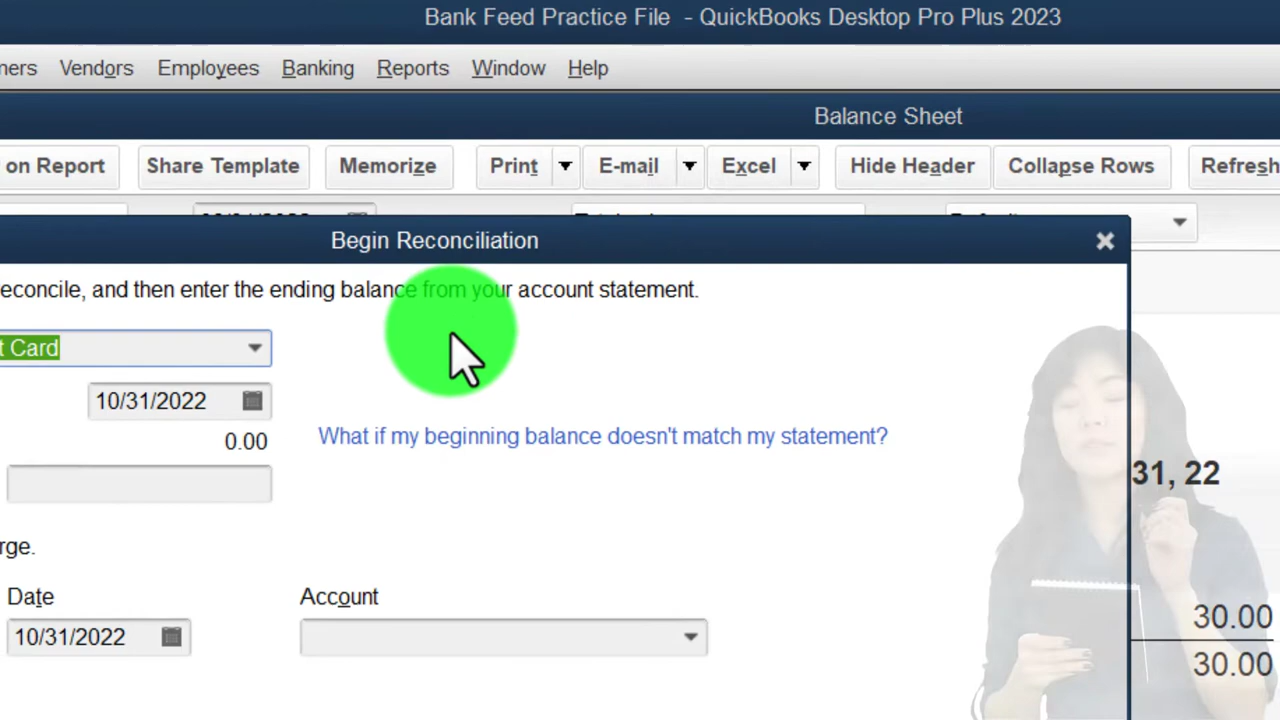 Bank Feed Practice File - QuickBooks Desktop Pro Plus 2023
ners Vendors Employees Banking Reports Window Help
Balance Sheet
on Report Share Template Memorize Print E-mail Excel Hide Header Collapse Rows Refresh
Begin Reconciliation
econcile, and then enter the ending balance from your account statement.
t Card
10/31/2022
0.00 What if my beginning balance doesn't match my statement?
31, 22
rge.
Date Account
30.00
10/31/2022
30.00